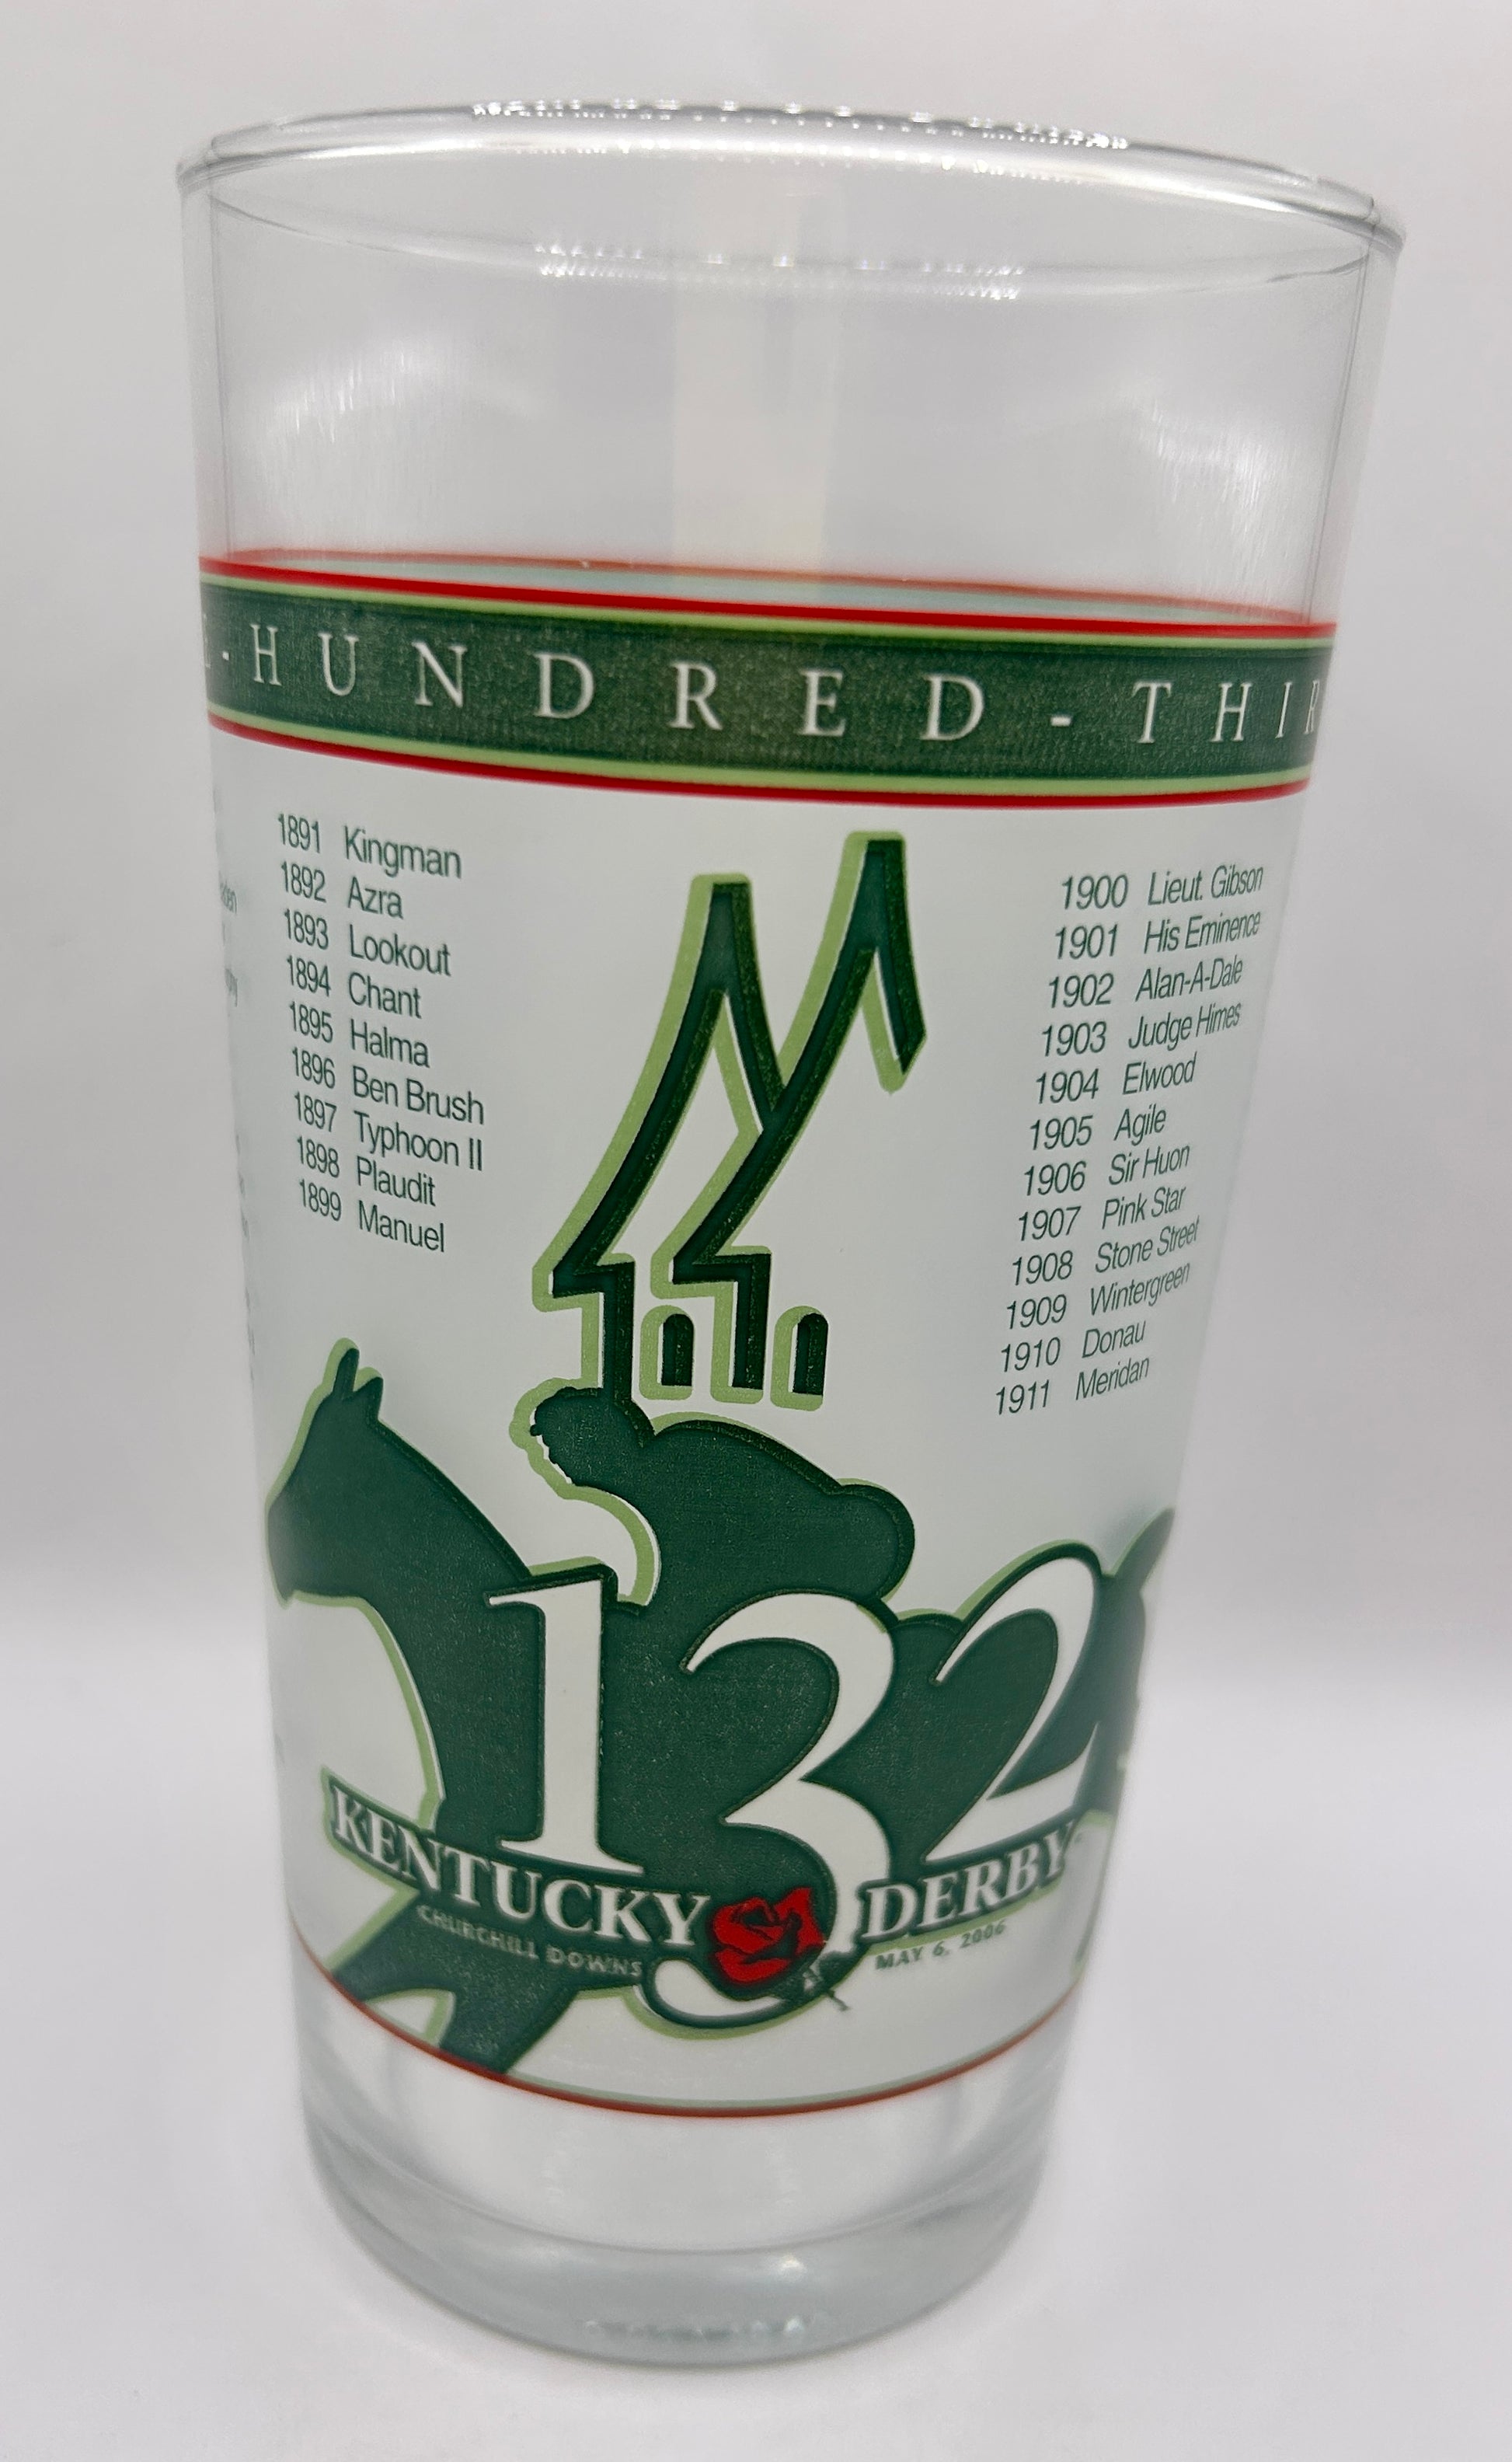 -HUNDRED-THIR
1891 Kingman
1892 Azra
1893 Lookout
1894 Chant
1895 Halma
1896 Ben Brush
1897 Typhoon II
1898 Plaudit
1899 Manuel
1900 Lieut. Gibson
1901 His Eminence
1902 Alan-A-Dale
1903 Judge Himes
1904 Elwood
1905 Agile
1906 Sir Huon
1907 Pink Star
1908 Stone Street
1909 Wintergreen
1910 Donau
1911 Meridan
132
KENTUCKY DERBY
CHURCHILL DOWNS MAY 6, 2006